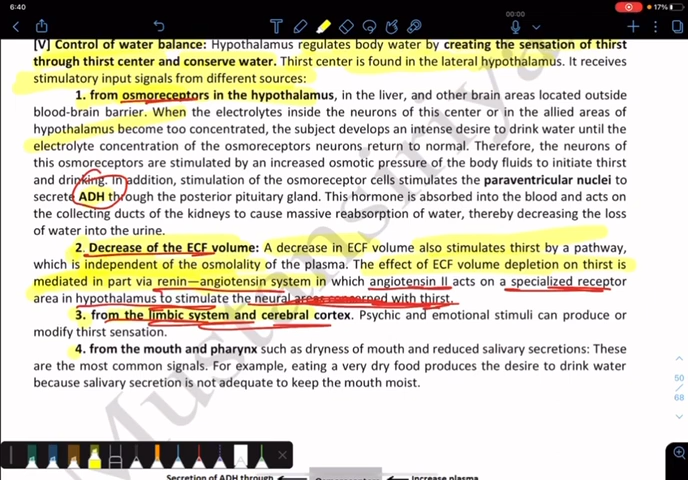 6:40
00:00
17%
[V] Control of water balance: Hypothalamus regulates body water by creating the sensation of thirst
through thirst center and conserve water. Thirst center is found in the lateral hypothalamus. It receives
stimulatory input signals from different sources:
1. from osmoreceptors in the hypothalamus, in the liver, and other brain areas located outside
blood-brain barrier. When the electrolytes inside the neurons of this center or in the allied areas of
hypothalamus become too concentrated, the subject develops an intense desire to drink water until the
electrolyte concentration of the osmoreceptors neurons return to normal. Therefore, the neurons of
this osmoreceptors are stimulated by an increased osmotic pressure of the body fluids to initiate thirst
and drinking. In addition, stimulation of the osmoreceptor cells stimulates the paraventricular nuclei to
secrete ADH through the posterior pituitary gland. This hormone is absorbed into the blood and acts on
the collecting ducts of the kidneys to cause massive reabsorption of water, thereby decreasing the loss
of water into the urine.
2. Decrease of the ECF volume: A decrease in ECF volume also stimulates thirst by a pathway,
which is independent of the osmolality of the plasma. The effect of ECF volume depletion on thirst is
mediated in part via renin—angiotensin system in which angiotensin II acts on a specialized receptor
area in hypothalamus to stimulate the neural areas concerned with thirst.
3. from the limbic system and cerebral cortex. Psychic and emotional stimuli can produce or
modify thirst sensation.
4. from the mouth and pharynx such as dryness of mouth and reduced salivary secretions: These
are the most common signals. For example, eating a very dry food produces the desire to drink water
because salivary secretion is not adequate to keep the mouth moist.
50
/
68
Secretion of ADH through
Increase plasma